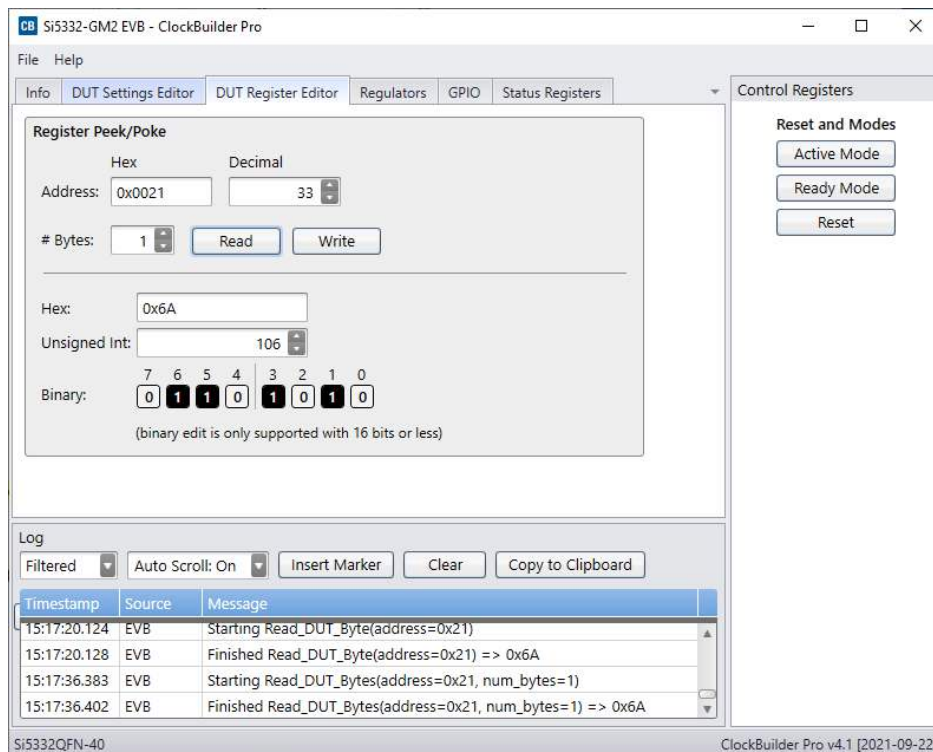 CB Si5332-GM2 EVB - ClockBuilder Pro
File Help
Info DUT Settings Editor DUT Register Editor Regulators GPIO Status Registers
Control Registers
Register Peek/Poke
Hex Decimal
Address: 0x0021 33
# Bytes: 1 Read Write
Hex: 0x6A
Unsigned Int: 106
7 6 5 4 3 2 1 0
Binary: 0 1 1 0 1 0 1 0
(binary edit is only supported with 16 bits or less)
Reset and Modes
Active Mode
Ready Mode
Reset
Log
Filtered Auto Scroll: On Insert Marker Clear Copy to Clipboard
Timestamp Source Message
15:17:20.124 EVB Starting Read_DUT_Byte(address=0x21)
15:17:20.128 EVB Finished Read_DUT_Byte(address=0x21) => 0x6A
15:17:36.383 EVB Starting Read_DUT_Bytes(address=0x21, num_bytes=1)
15:17:36.402 EVB Finished Read_DUT_Bytes(address=0x21, num_bytes=1) => 0x6A
Si5332QFN-40 ClockBuilder Pro v4.1 [2021-09-22